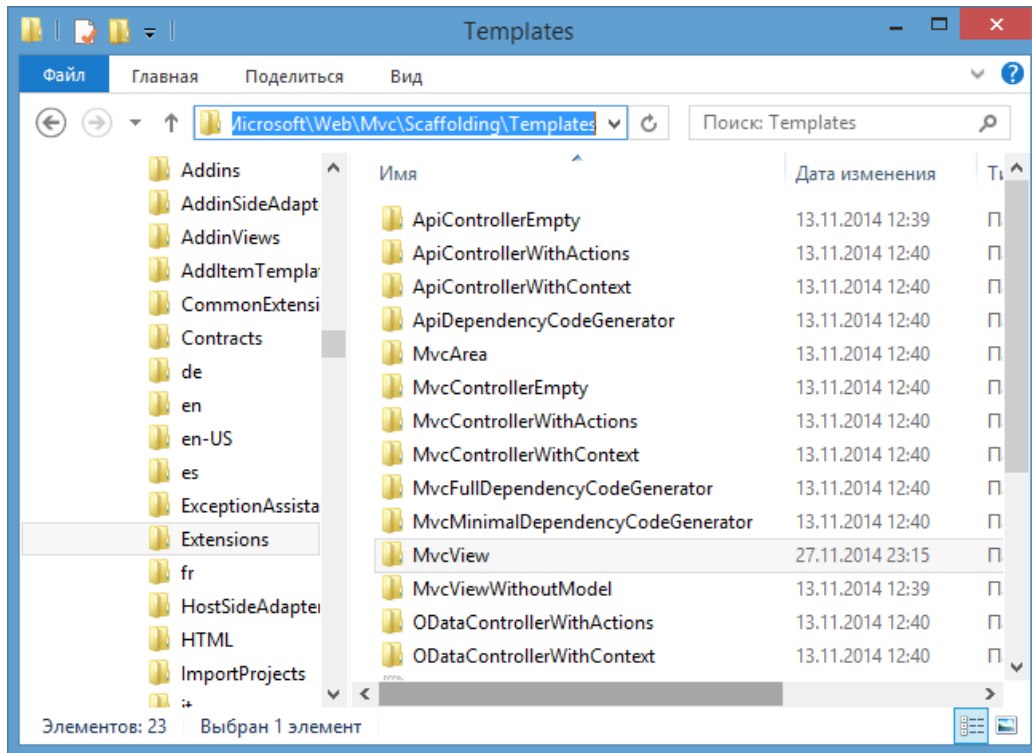 Templates
Файл Главная Поделиться Вид
Microsoft\Web\Mvc\Scaffolding\Templates Поиск: Templates
Addins
AddinSideAdapt
AddinViews
AddItemTempla
CommonExtensi
Contracts
de
en
en-US
es
ExceptionAssista
Extensions
fr
HostSideAdapter
HTML
ImportProjects
it
Имя Дата изменения Ти
ApiControllerEmpty 13.11.2014 12:39 П
ApiControllerWithActions 13.11.2014 12:40 П
ApiControllerWithContext 13.11.2014 12:40 П
ApiDependencyCodeGenerator 13.11.2014 12:40 П
MvcArea 13.11.2014 12:40 П
MvcControllerEmpty 13.11.2014 12:40 П
MvcControllerWithActions 13.11.2014 12:40 П
MvcControllerWithContext 13.11.2014 12:40 П
MvcFullDependencyCodeGenerator 13.11.2014 12:40 П
MvcMinimalDependencyCodeGenerator 13.11.2014 12:40 П
MvcView 27.11.2014 23:15 П
MvcViewWithoutModel 13.11.2014 12:39 П
ODataControllerWithActions 13.11.2014 12:40 П
ODataControllerWithContext 13.11.2014 12:40 П
Элементов: 23 Выбран 1 элемент